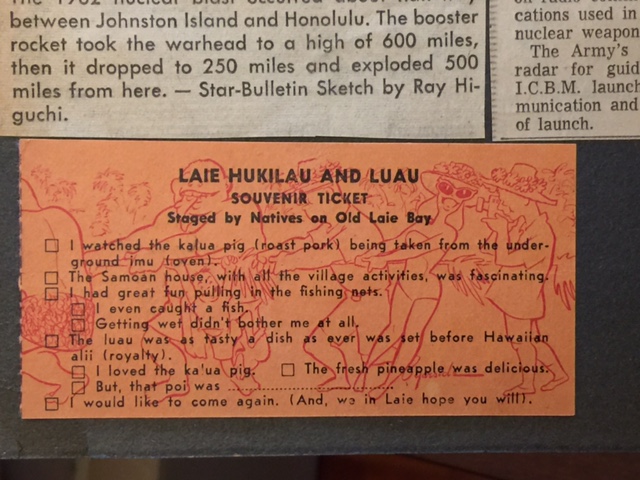 between Johnston Island and Honolulu. The booster
rocket took the warhead to a high of 600 miles,
then it dropped to 250 miles and exploded 500
miles from here. — Star-Bulletin Sketch by Ray Hi-
guchi.
cations used in
nuclear weapon
The Army's
radar for guid
I.C.B.M. launch
munication and
of launch.
LAIE HUKILAU AND LUAU
SOUVENIR TICKET
Staged by Natives on Old Laie Bay
I watched the kalua pig (roast pork) being taken from the under-
ground imu (oven).
The Samoan house, with all the village activities, was fascinating.
I had great fun pulling in the fishing nets.
I even caught a fish.
Getting wet didn't bother me at all.
The luau was as tasty a dish as ever was set before Hawaiian
alii (royalty).
I loved the ka'ua pig. The fresh pineapple was delicious.
But, that poi was ..............................
I would like to come again. (And, we in Laie hope you will).